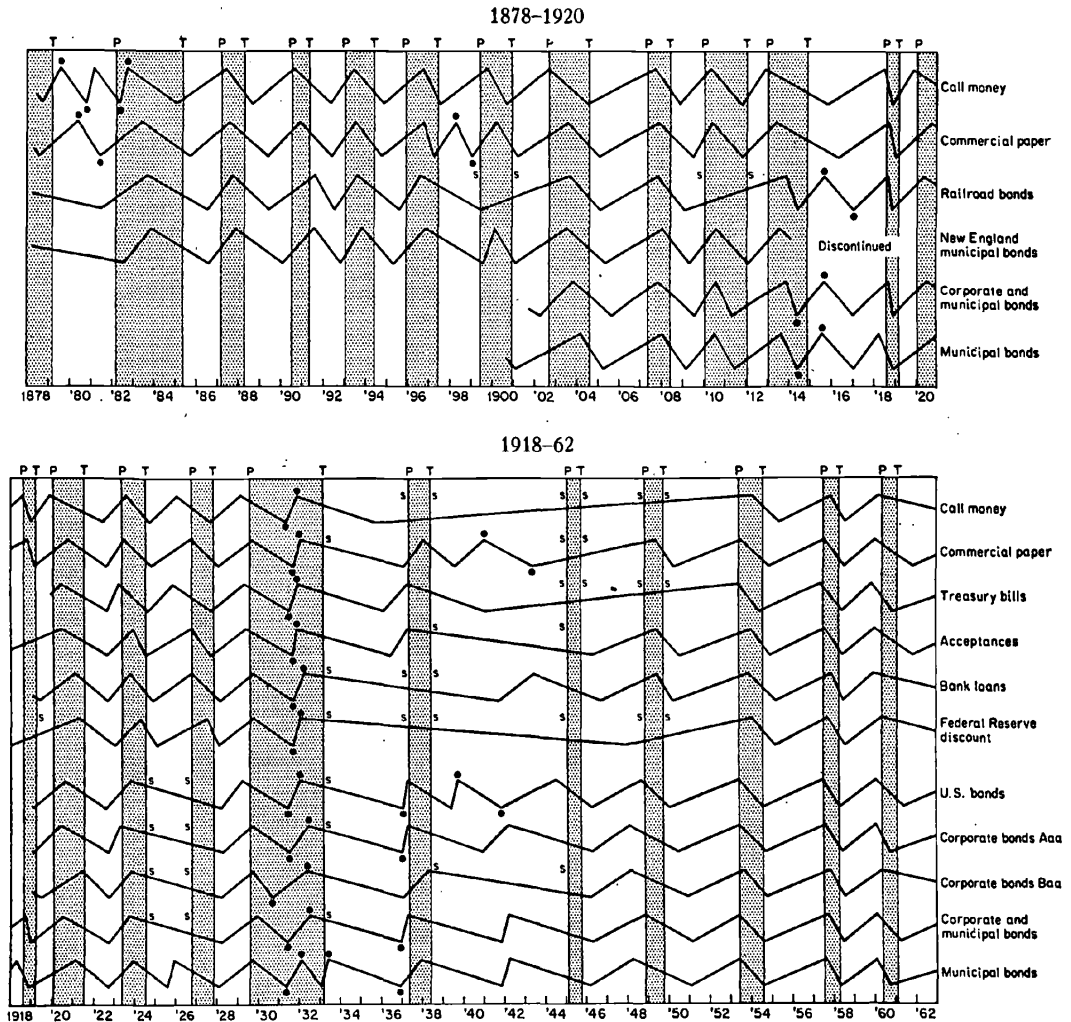 1878–1920
T P T P T P T P T P T P T P T P T P T P T P T P
Call money
Commercial paper
s s s s
Railroad bonds
Discontinued
New England
municipal bonds
Corporate and
municipal bonds
Municipal bonds
1878 '80 '82 '84 '86 '88 '90 '92 '94 '96 '98 1900 '02 '04 '06 '08 '10 '12 '14 '16 '18 '20
1918–62
P T P T P T P T P T P T P T P T P T P T P T
s s s s s s
Call money
s s s
Commercial paper
s s s s
Treasury bills
s s
Acceptances
s s s
Bank loans
s s s s s s s
Federal Reserve
discount
s s s
U.S. bonds
s s s
Corporate bonds Aaa
s s s s
Corporate bonds Baa
s s s
Corporate and
municipal bonds
Municipal bonds
1918 '20 '22 '24 '26 '28 '30 '32 '34 '36 '38 '40 '42 '44 '46 '48 '50 '52 '54 '56 '58 '60 '62